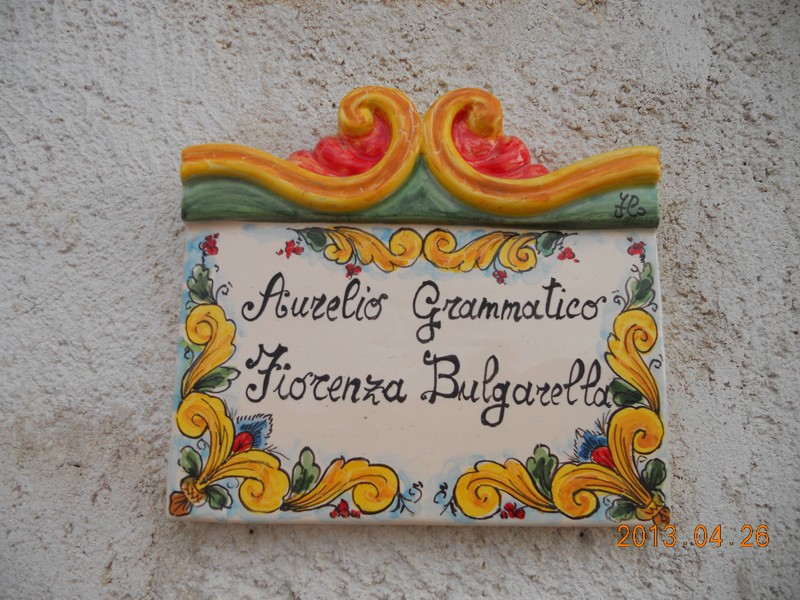 Aurelio Grammatico
Fiorenza Bulgarella
2013.04.26